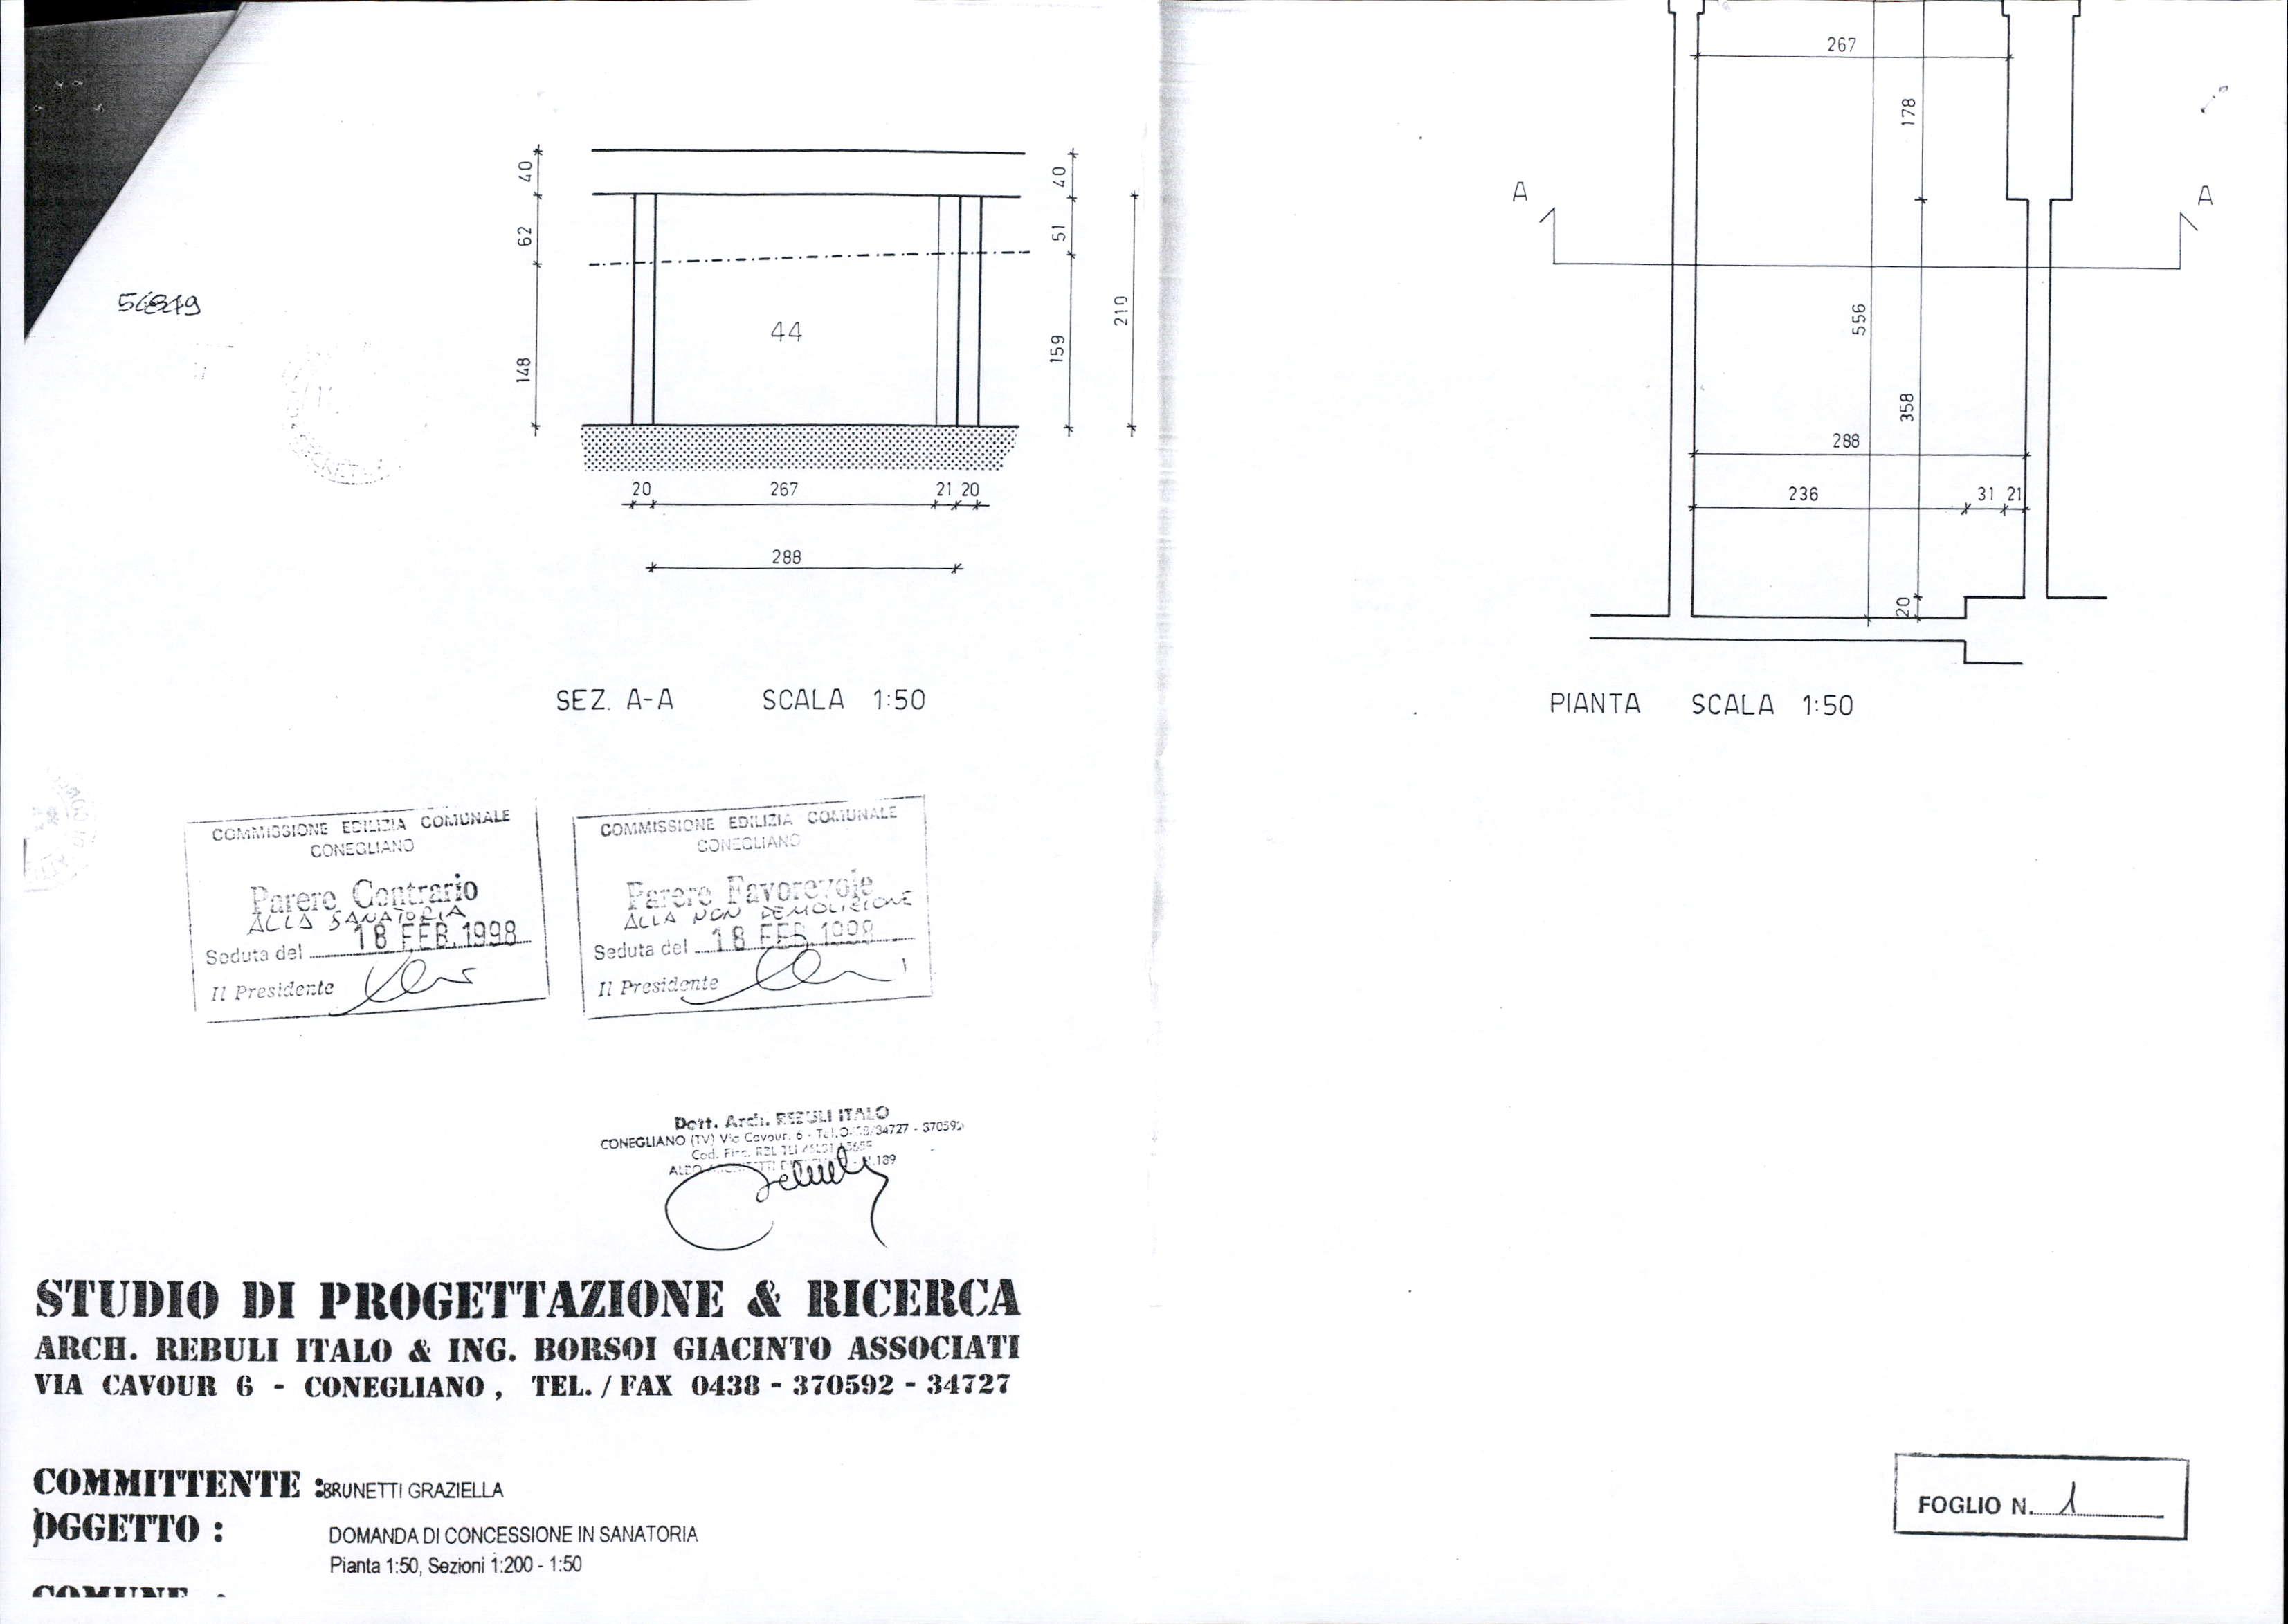 54819
40
62
148
44
40
51
159
210
20 267 21 20
288
SEZ. A-A SCALA 1:50
267
178
A
A
556
358
288
236 31 21
20
PIANTA SCALA 1:50
COMMISSIONE EDILIZIA COMUNALE
CONEGLIANO
Parere Contrario
ALLA SANATORIA
Seduta del 18 FEB. 1998
Il Presidente
COMMISSIONE EDILIZIA COMUNALE
CONEGLIANO
Parere Favorevole
ALLA NON DEMOLIZIONE
Seduta del 18 FEB. 1998
Il Presidente
Dott. Arch. REBULI ITALO
CONEGLIANO (TV) Via Cavour, 6 - Tel. 34727 - 370592
Cod. Fisc. RBL
N.189
STUDIO DI PROGETTAZIONE & RICERCA
ARCH. REBULI ITALO & ING. BORSOI GIACINTO ASSOCIATI
VIA CAVOUR 6 - CONEGLIANO, TEL. / FAX 0438 - 370592 - 34727
COMMITTENTE : BRUNETTI GRAZIELLA
OGGETTO :
DOMANDA DI CONCESSIONE IN SANATORIA
Pianta 1:50, Sezioni 1:200 - 1:50
COMUNE :
FOGLIO N. 1